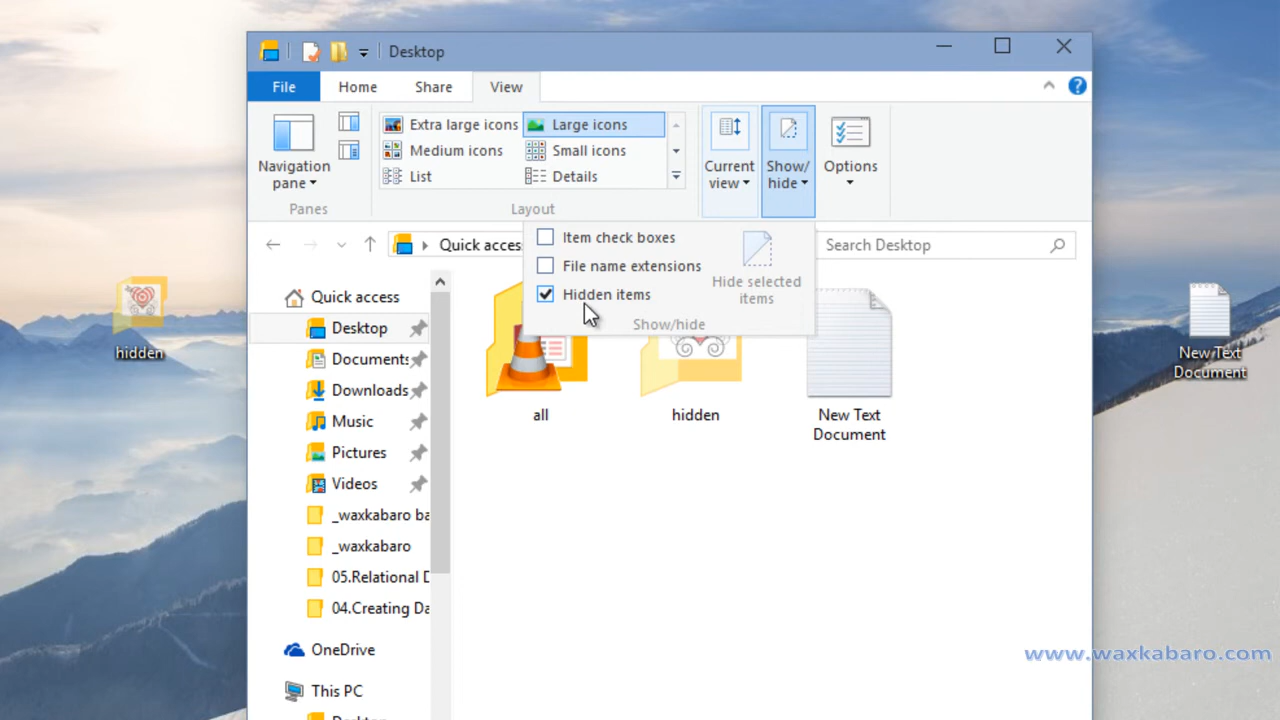 Desktop
File
Home
Share
View
Navigation
pane
Panes
Extra large icons
Large icons
Medium icons
Small icons
List
Details
Layout
Current
view
Show/
hide
Options
Quick acces
Search Desktop
Item check boxes
File name extensions
Hidden items
Hide selected
items
Show/hide
Quick access
Desktop
Documents
Downloads
Music
Pictures
Videos
_waxkabaro ba
_waxkabaro
05.Relational D
04.Creating Da
OneDrive
This PC
Desktop
all
hidden
New Text
Document
hidden
New Text
Document
www.waxkabaro.com